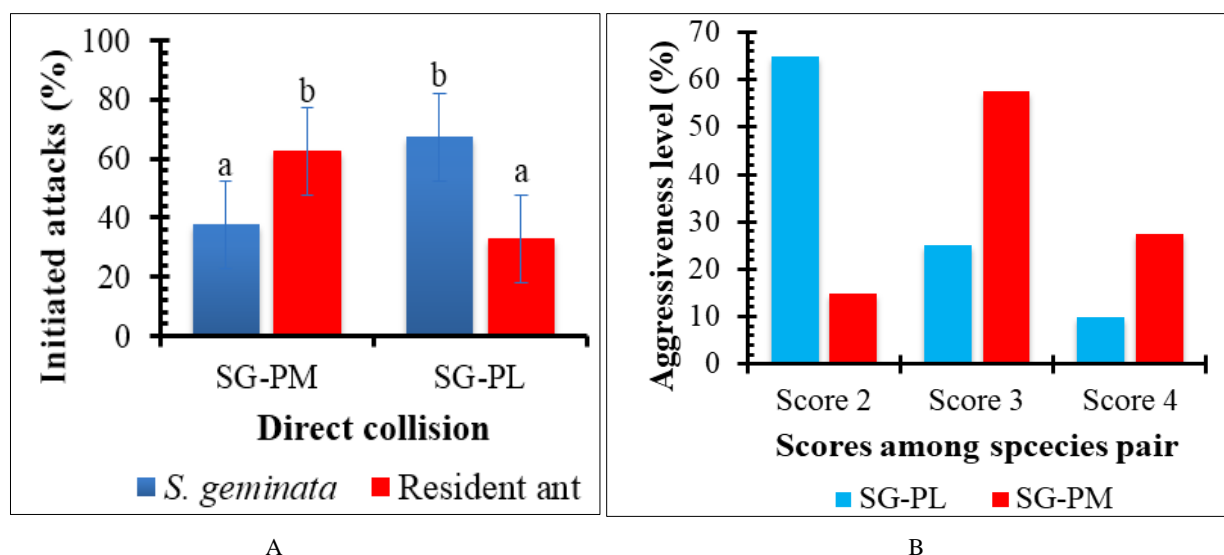 Initiated attacks (%)
100
80
60
40
20
0
a
b
b
a
SG-PM
SG-PL
Direct collision
S. geminata
Resident ant
A
Aggressiveness level (%)
70
60
50
40
30
20
10
0
Score 2
Score 3
Score 4
Scores among spcecies pair
SG-PL
SG-PM
B